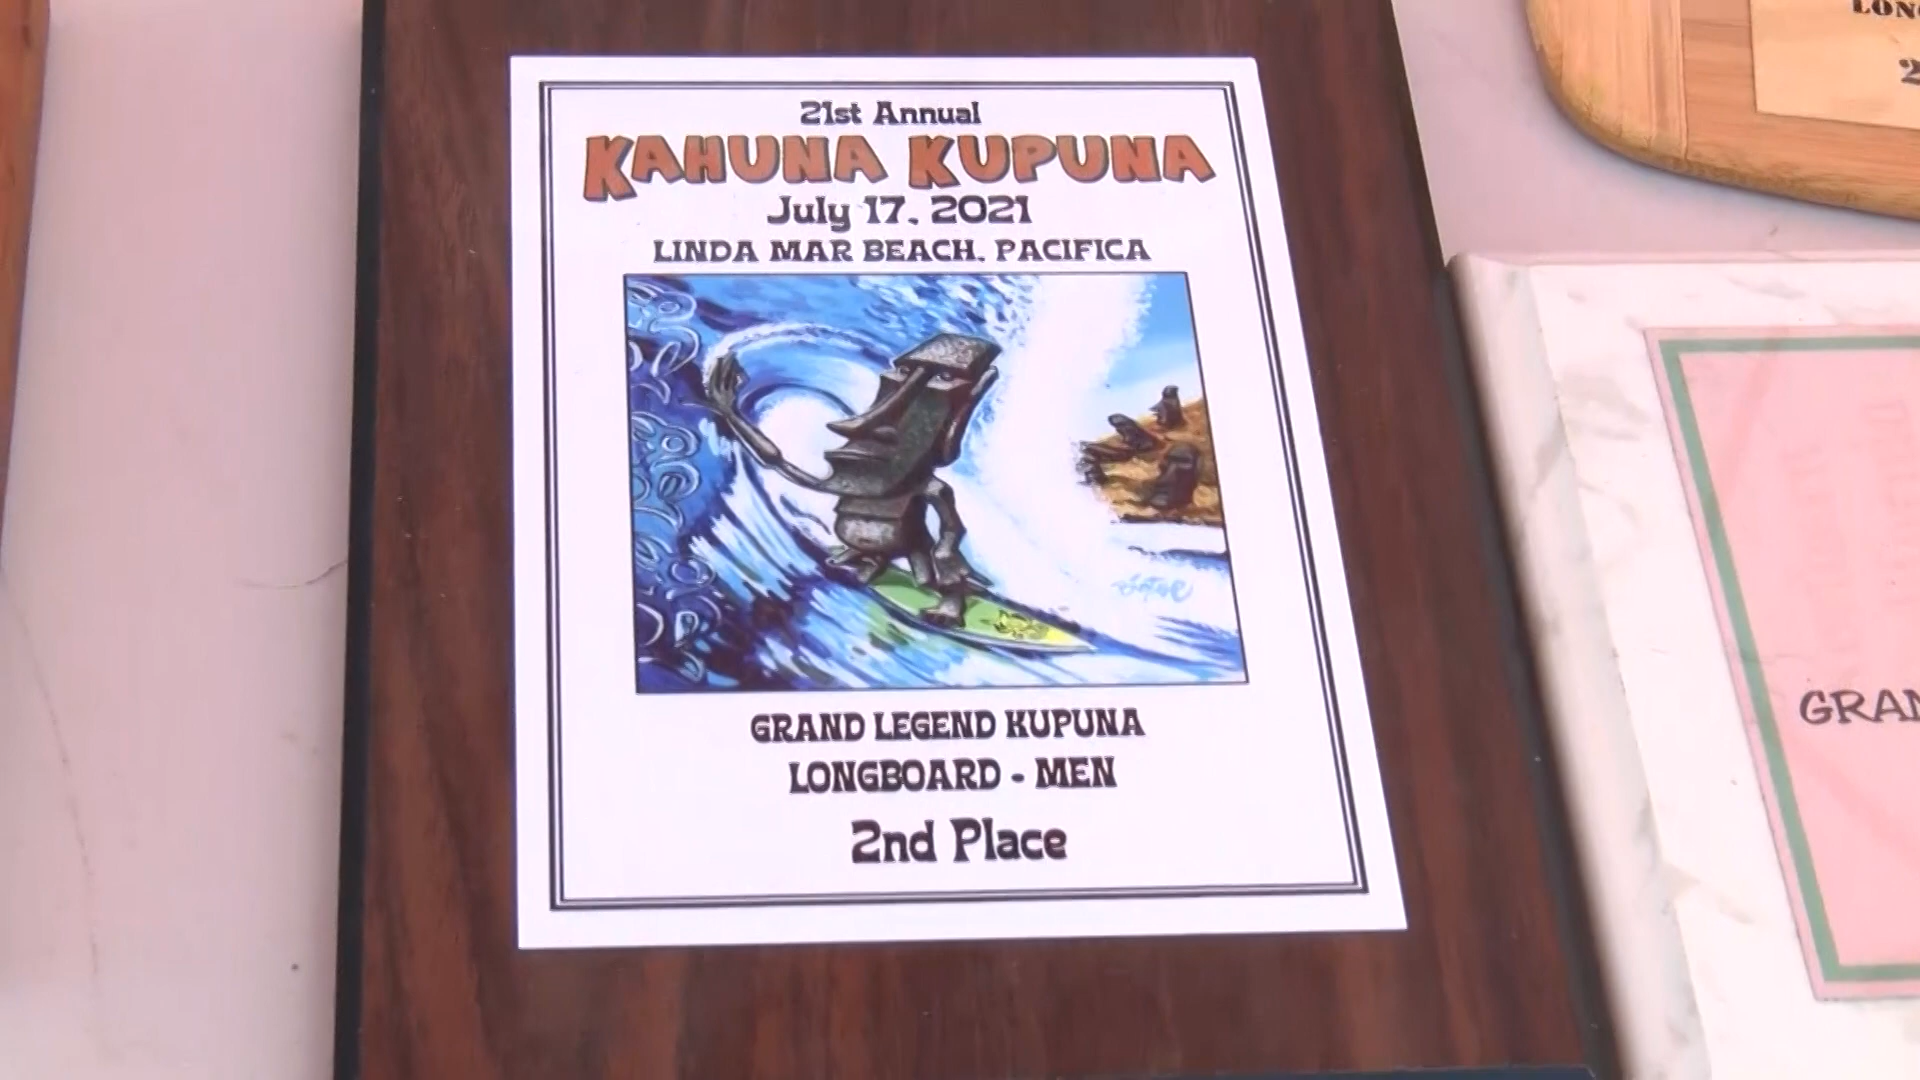 21st Annual
KAHUNA KUPUNA
July 17, 2021
LINDA MAR BEACH, PACIFICA
GRAND LEGEND KUPUNA
LONGBOARD - MEN
2nd Place